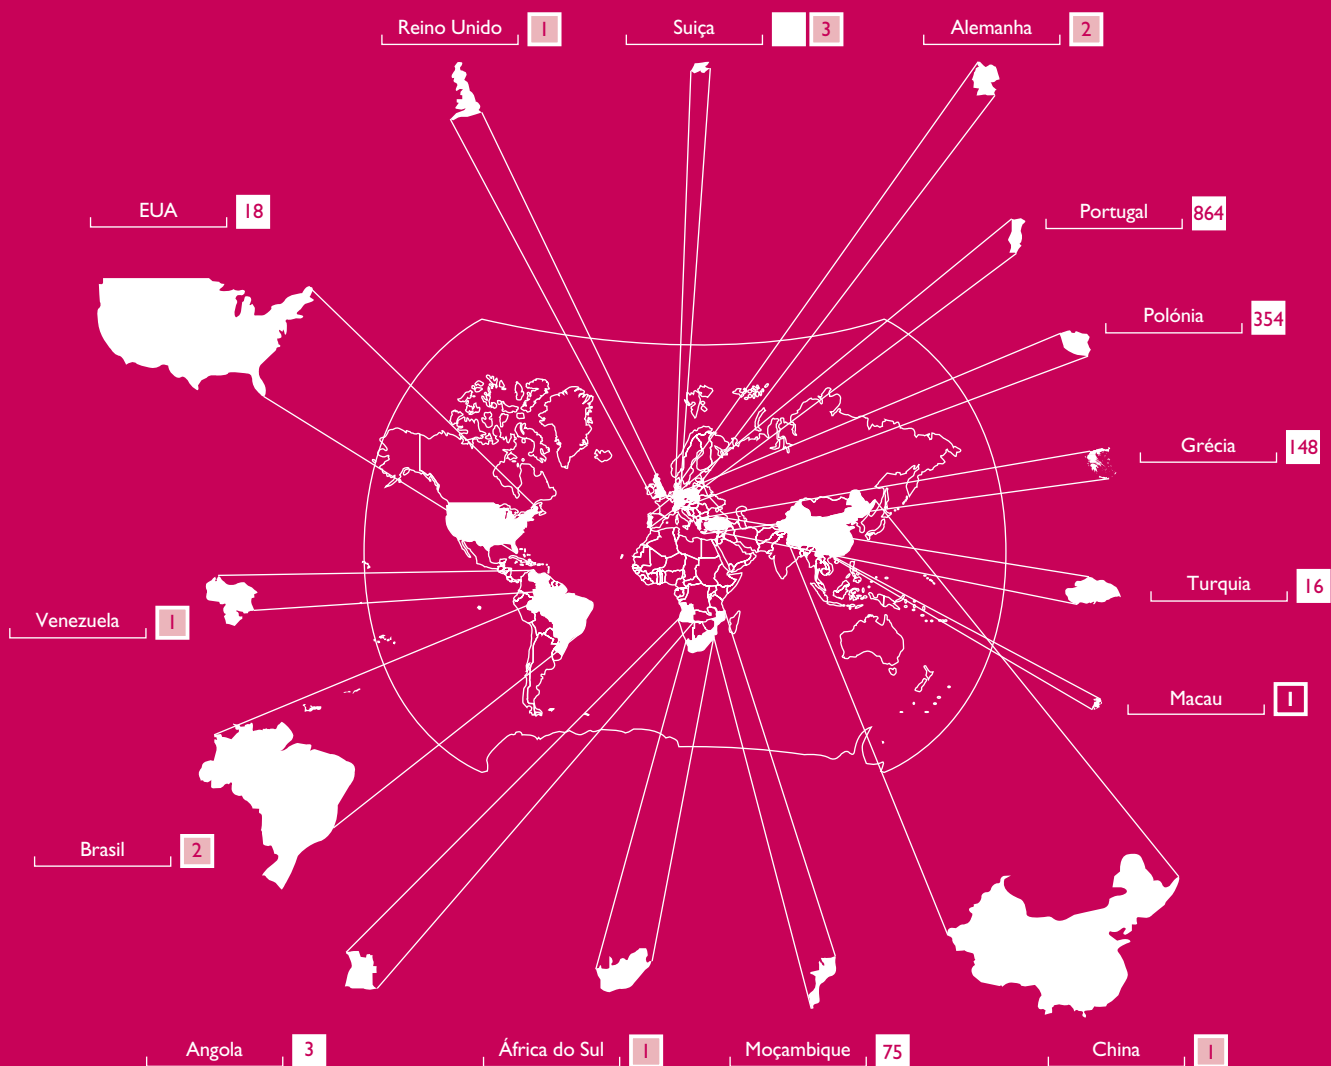 Reino Unido 1
Suiça 3
Alemanha 2
EUA 18
Portugal 864
Polónia 354
Grécia 148
Turquia 16
Venezuela 1
Macau 1
Brasil 2
Angola 3
África do Sul 1
Moçambique 75
China 1